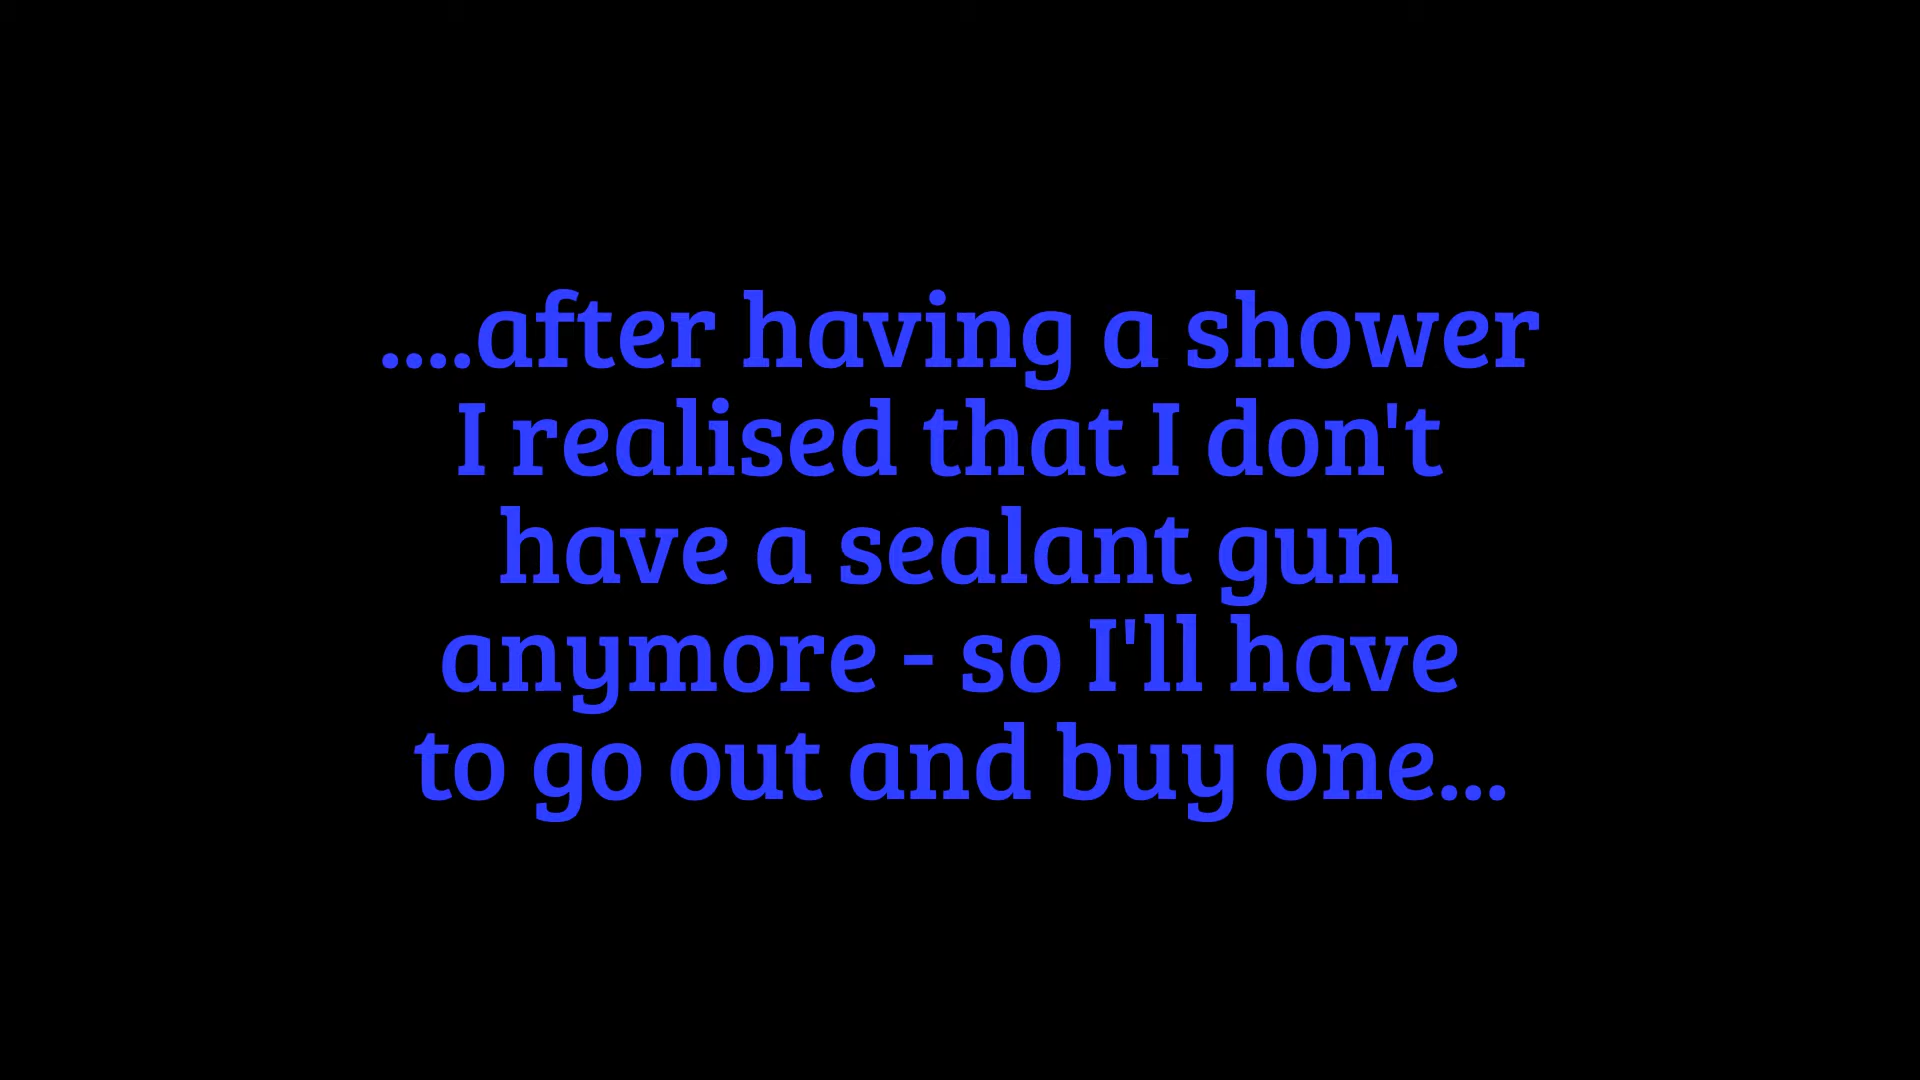 ....after having a shower
I realised that I don't
have a sealant gun
anymore - so I'll have
to go out and buy one...